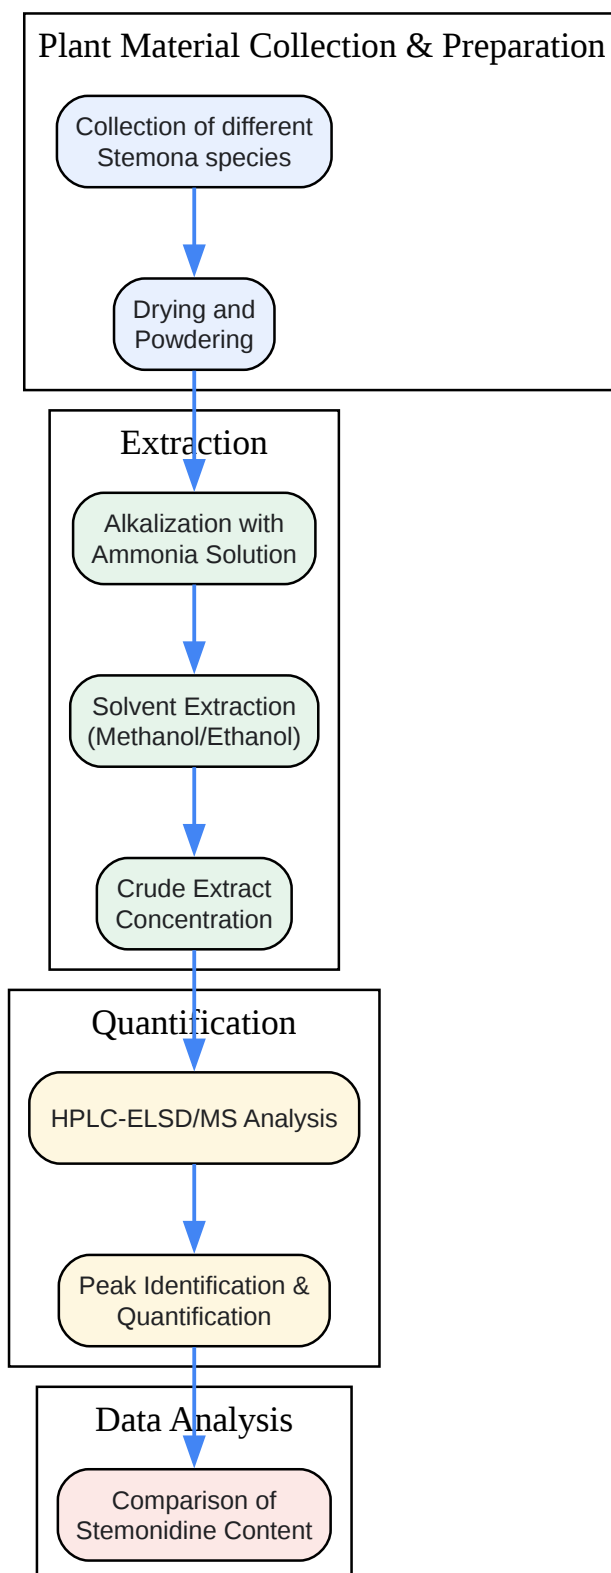 Plant Material Collection & Preparation
Collection of different
Stemona species
Drying and
Powdering
Extraction
Alkalization with
Ammonia Solution
Solvent Extraction
(Methanol/Ethanol)
Crude Extract
Concentration
Quantification
HPLC-ELSD/MS Analysis
Peak Identification &
Quantification
Data Analysis
Comparison of
Stemonidine Content